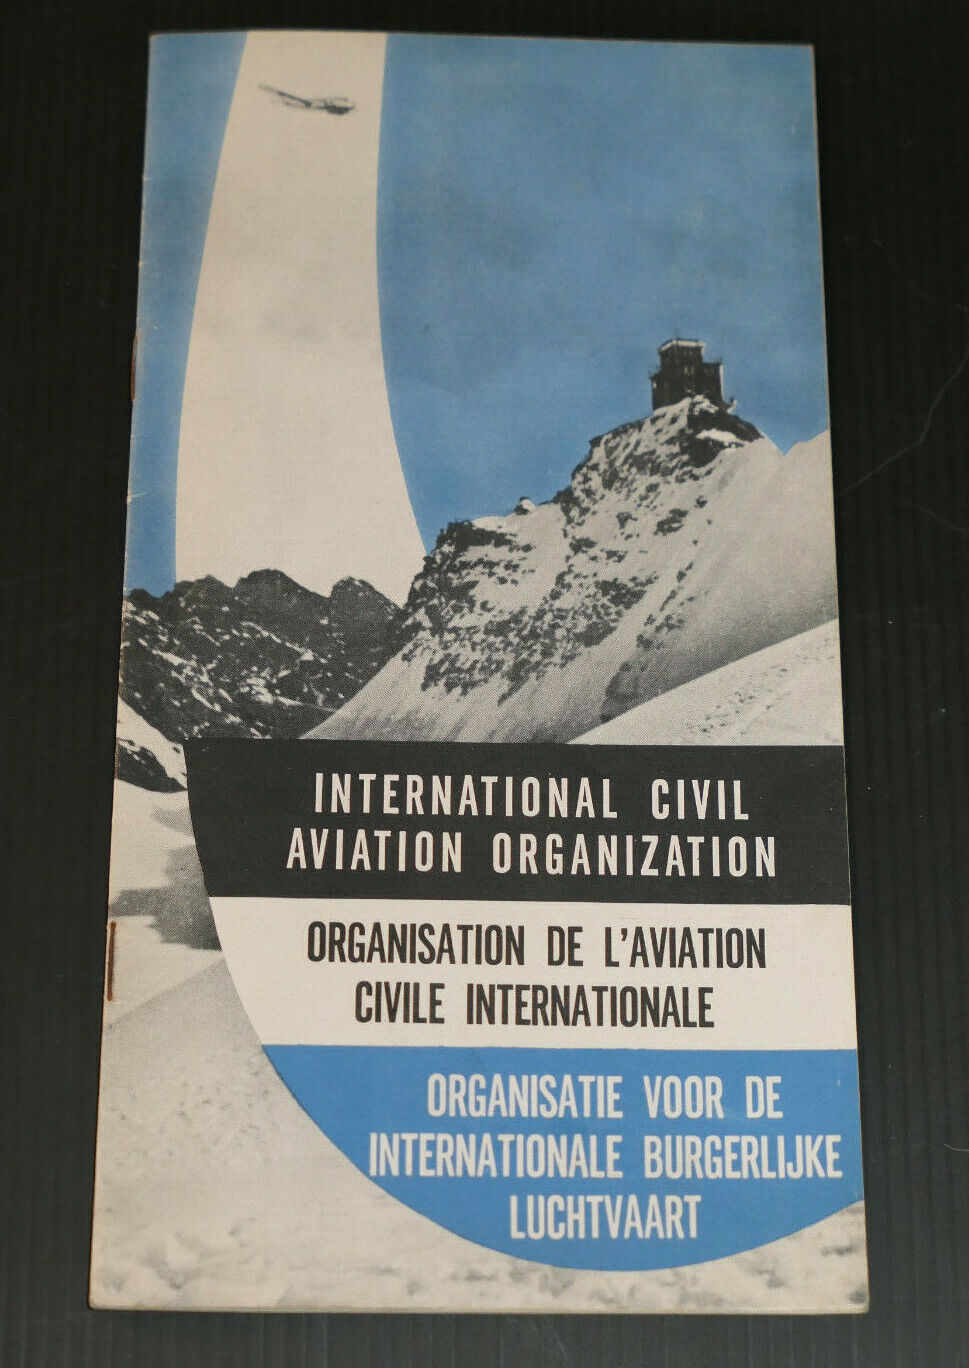 INTERNATIONAL CIVIL
AVIATION ORGANIZATION
ORGANISATION DE L'AVIATION
CIVILE INTERNATIONALE
ORGANISATIE VOOR DE
INTERNATIONALE BURGERLIJKE
LUCHTVAART